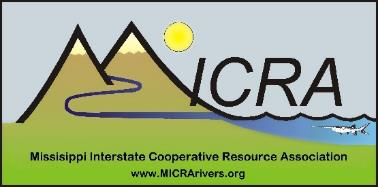 MICRA
Mississippi Interstate Cooperative Resource Association
www.MICRArivers.org